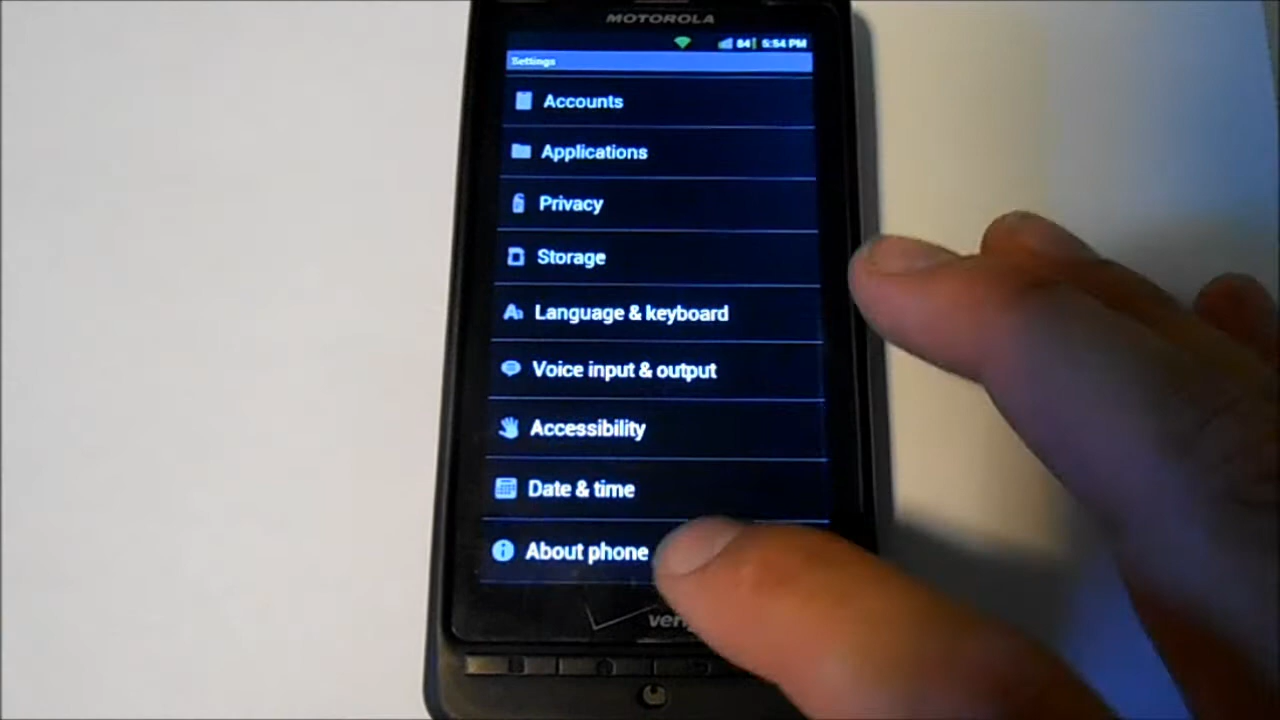 MOTOROLA
84 5:54 PM
Settings
Accounts
Applications
Privacy
Storage
Language & keyboard
Voice input & output
Accessibility
Date & time
About phone